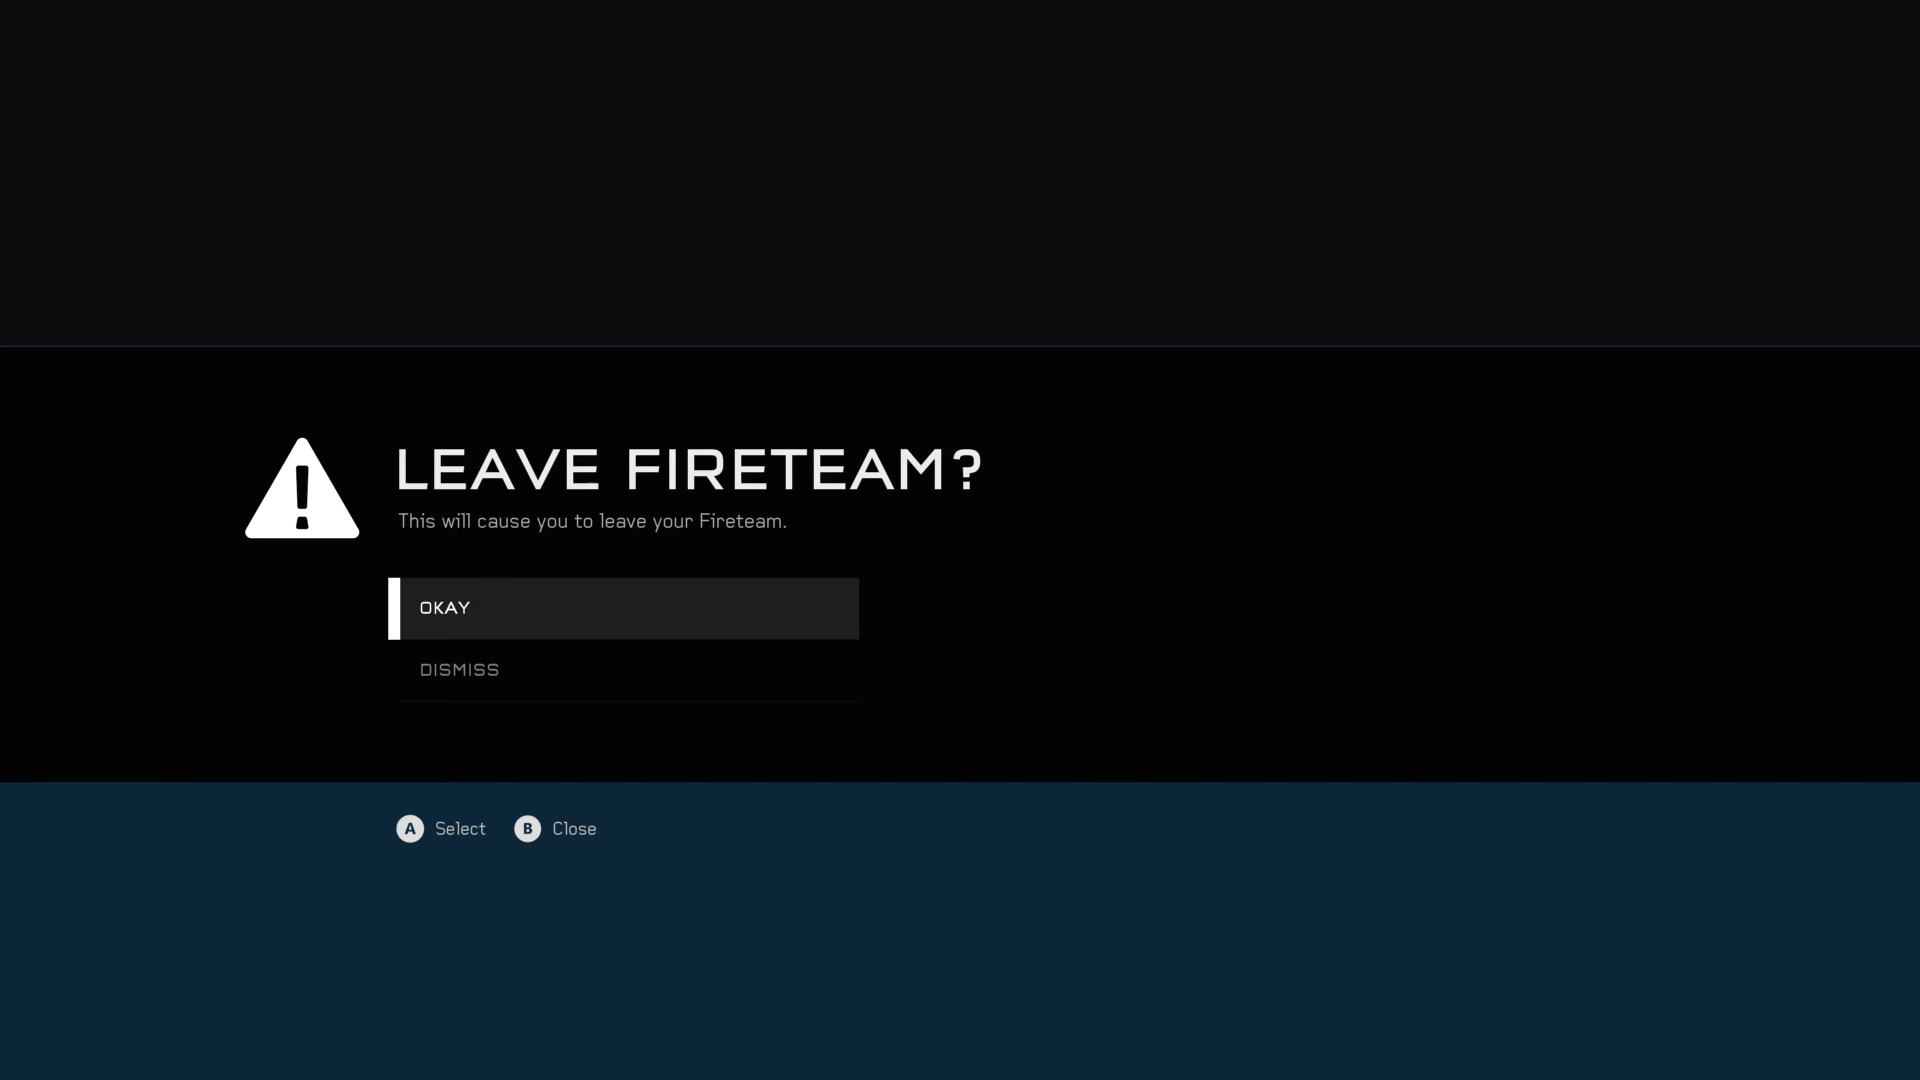 LEAVE FIRETEAM?
This will cause you to leave your Fireteam.
OKAY
DISMISS
A Select B Close